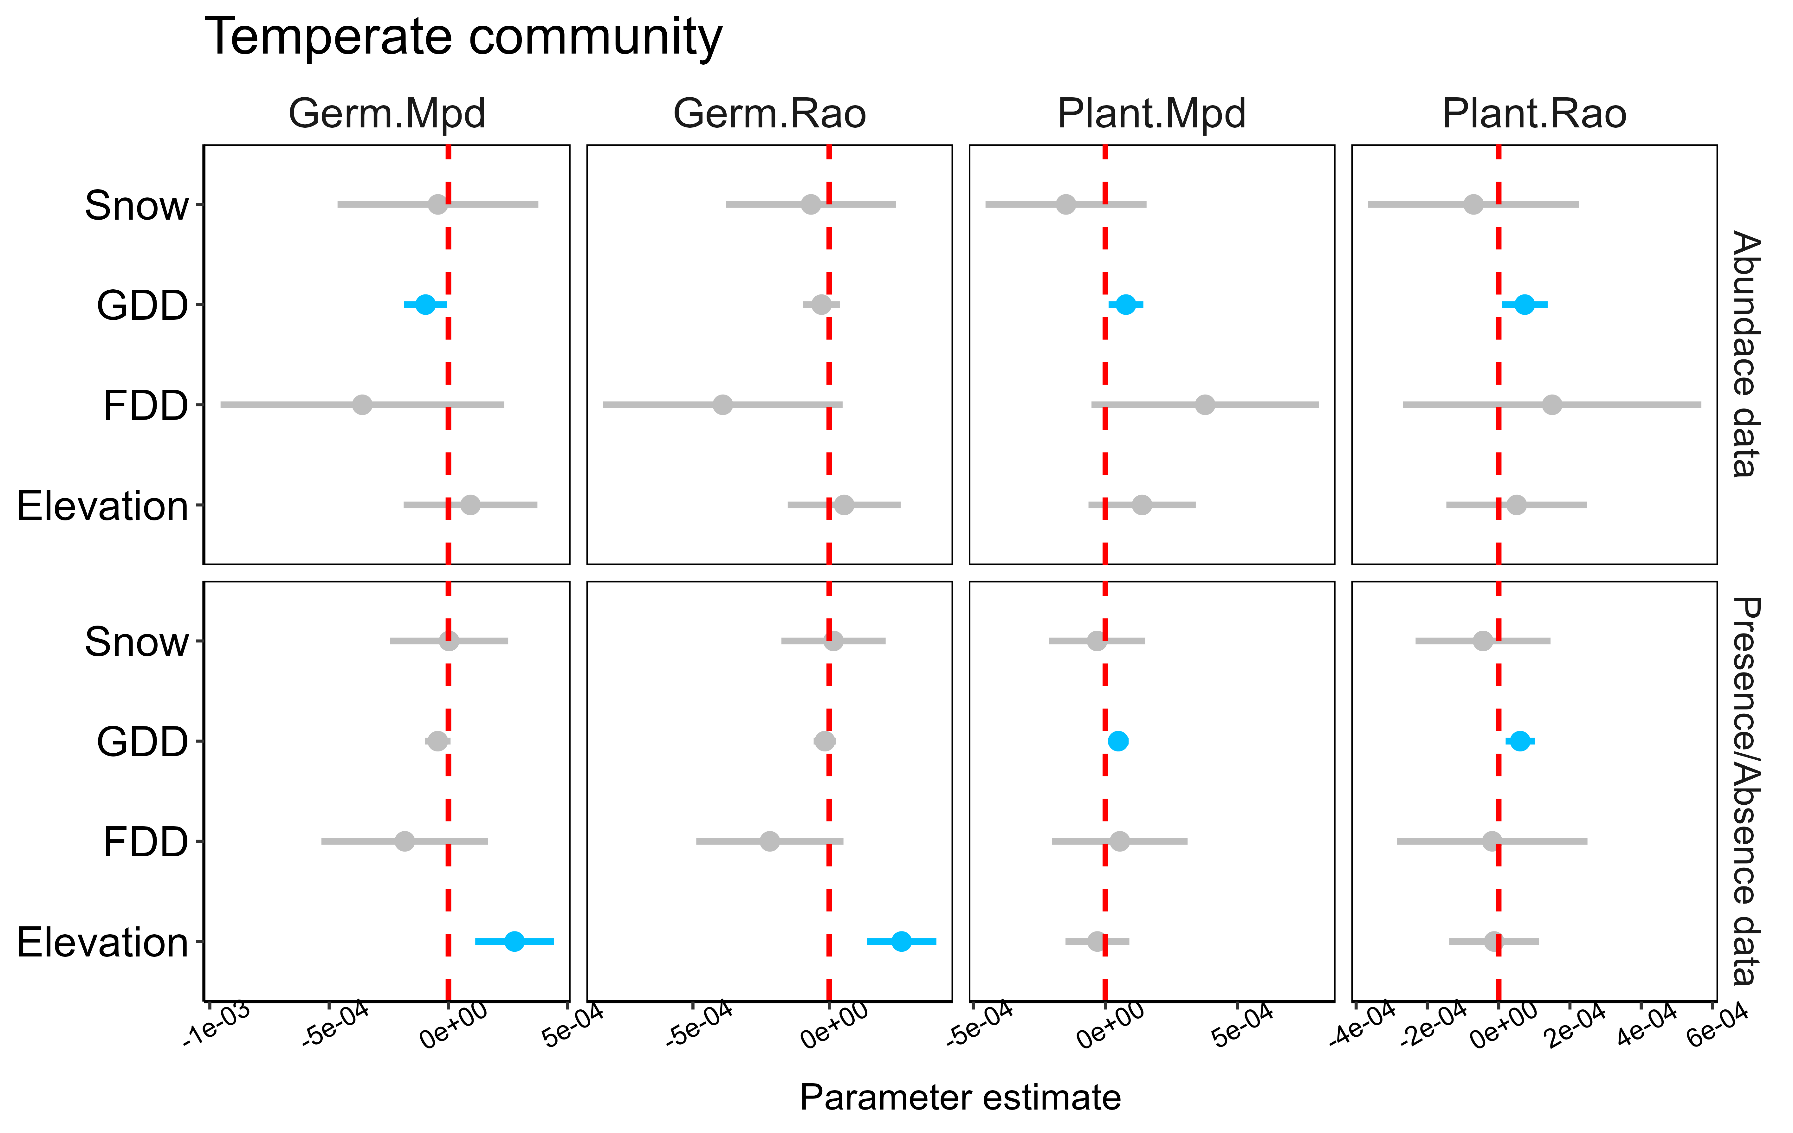 Temperate community
Germ.Mpd Germ.Rao Plant.Mpd Plant.Rao
Snow
GDD
FDD
Elevation
Abundace data
Snow
GDD
FDD
Elevation
Presence/Absence data
-1e-03 -5e-04 0e+00 5e-04 -5e-04 0e+00 -5e-04 0e+00 5e-04 -4e-04 -2e-04 0e+00 2e-04 4e-04 6e-04
Parameter estimate